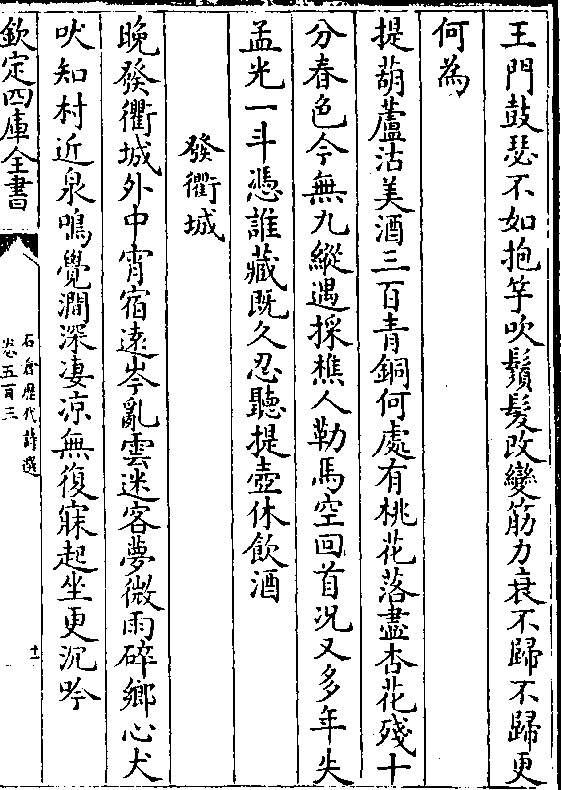 王門鼓瑟不如抱竽吹鬚髮改變筋力衰不歸不歸更
何為
提葫蘆沽美酒三百青銅何處有桃花落盡杏花殘十
分春色今無九縱遇採樵人勒馬空回首况又多年失
孟光一斗憑誰藏既久忍聽提壺休飲酒
發衢城
晚發衢城外中宵宿遠岑亂雲迷客夢微雨碎鄉心犬
吠知村近泉鳴覺澗深凄凉無復寐起坐更沉吟
欽定四庫全書
石倉歷代詩選
卷五百三
十一